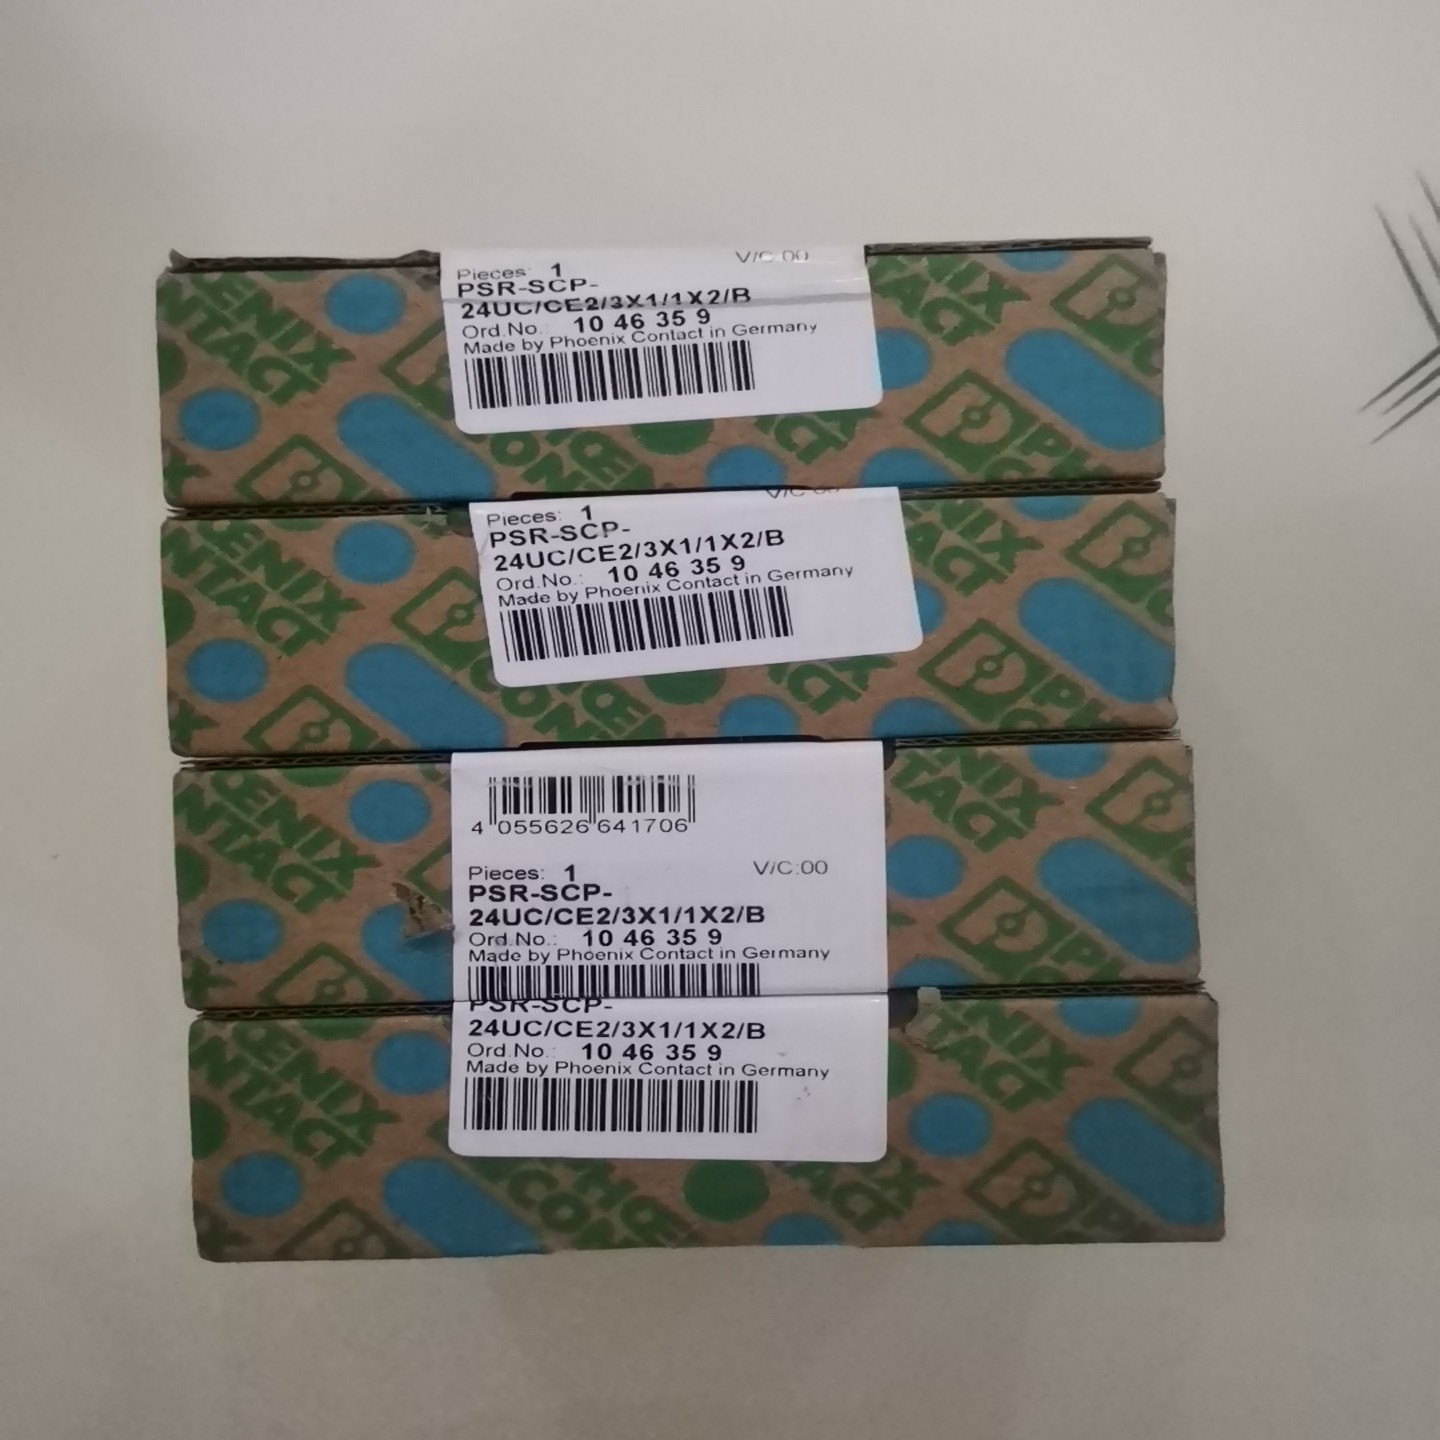 Pieces: 1 V/C:00
PSR-SCP-
24UC/CE2/3X1/1X2/B
Ord.No.: 10 46 35 9
Made by Phoenix Contact in Germany
Pieces: 1 V/C:00
PSR-SCP-
24UC/CE2/3X1/1X2/B
Ord.No.: 10 46 35 9
Made by Phoenix Contact in Germany
4 055626 641706
Pieces: 1 V/C:00
PSR-SCP-
24UC/CE2/3X1/1X2/B
Ord.No.: 10 46 35 9
Made by Phoenix Contact in Germany
PSR-SCP-
24UC/CE2/3X1/1X2/B
Ord.No.: 10 46 35 9
Made by Phoenix Contact in Germany